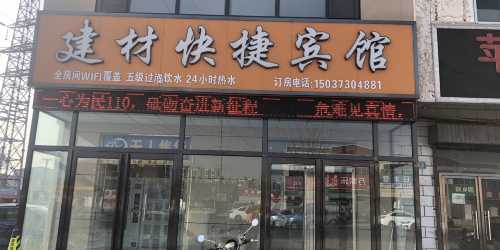 建材快捷宾馆
全房间WIFI覆盖 五级过滤饮水 24小时热水 订房电话:15037304881
一心为民110，砥砺奋进新征程 危难见真情，